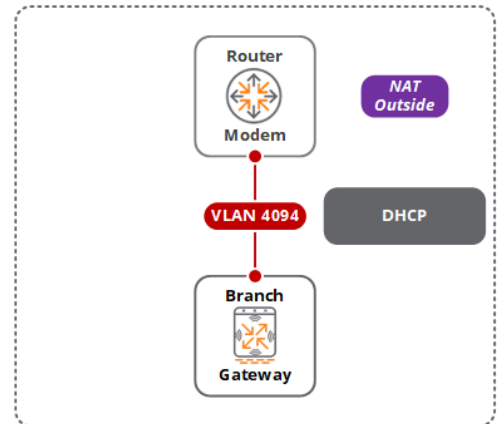 Router
Modem
NAT
Outside
VLAN 4094
DHCP
Branch
Gateway